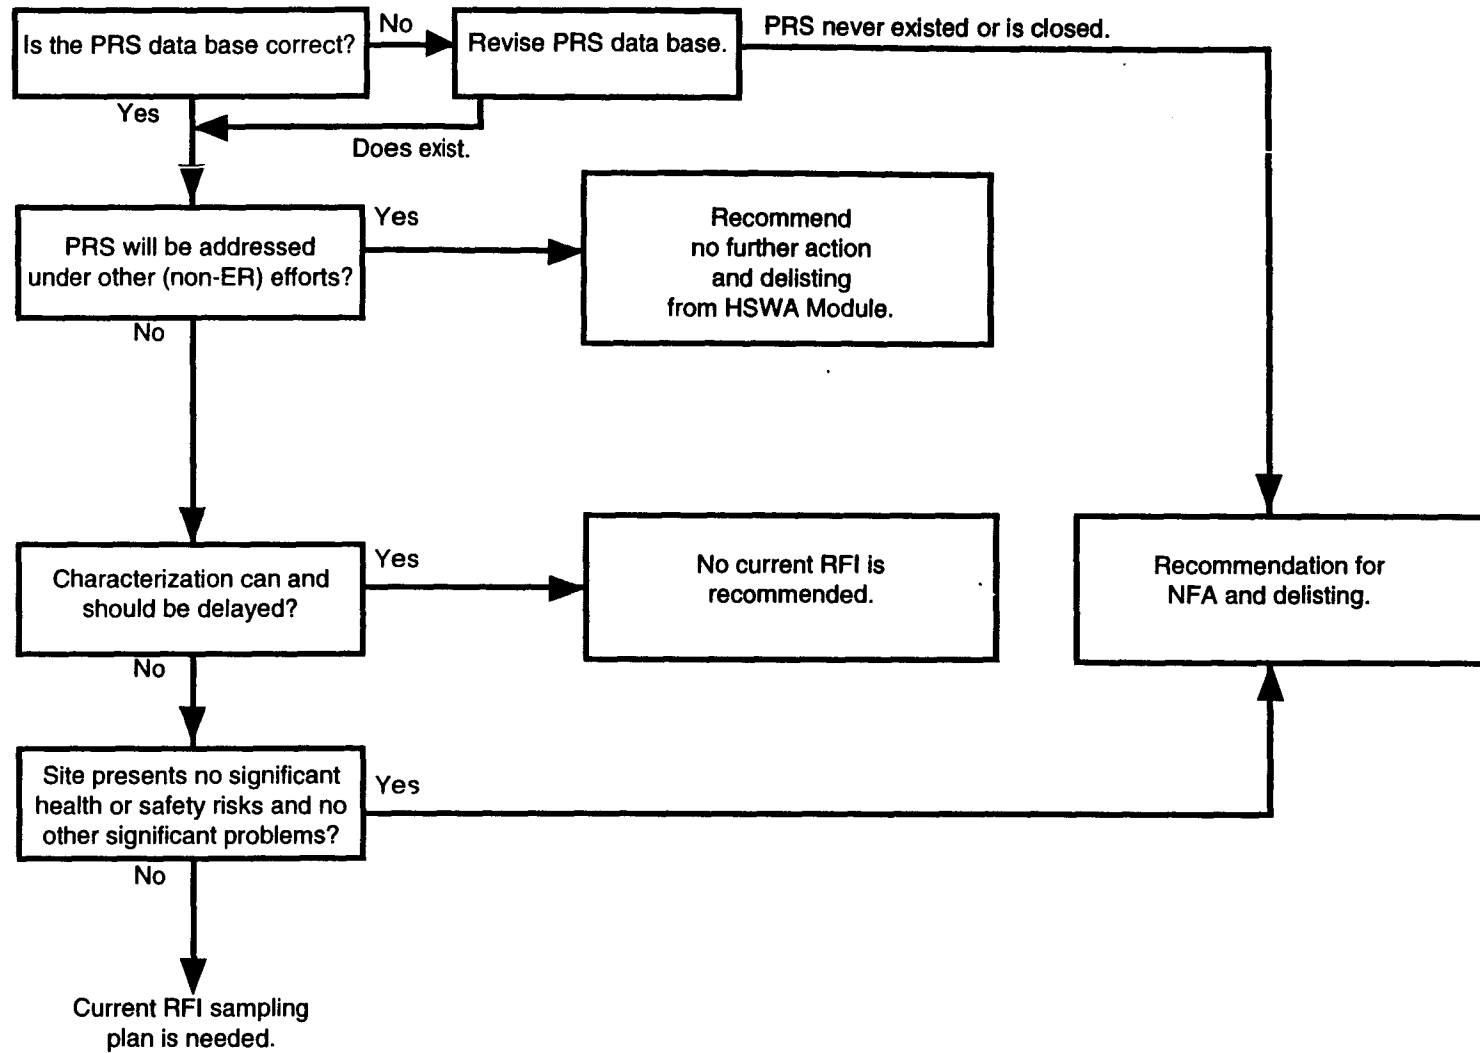 Is the PRS data base correct?
No
Revise PRS data base.
PRS never existed or is closed.
Yes
Does exist.
PRS will be addressed
under other (non-ER) efforts?
Yes
Recommend
no further action
and delisting
from HSWA Module.
No
Characterization can and
should be delayed?
Yes
No current RFI is
recommended.
Recommendation for
NFA and delisting.
No
Site presents no significant
health or safety risks and no
other significant problems?
Yes
No
Current RFI sampling
plan is needed.